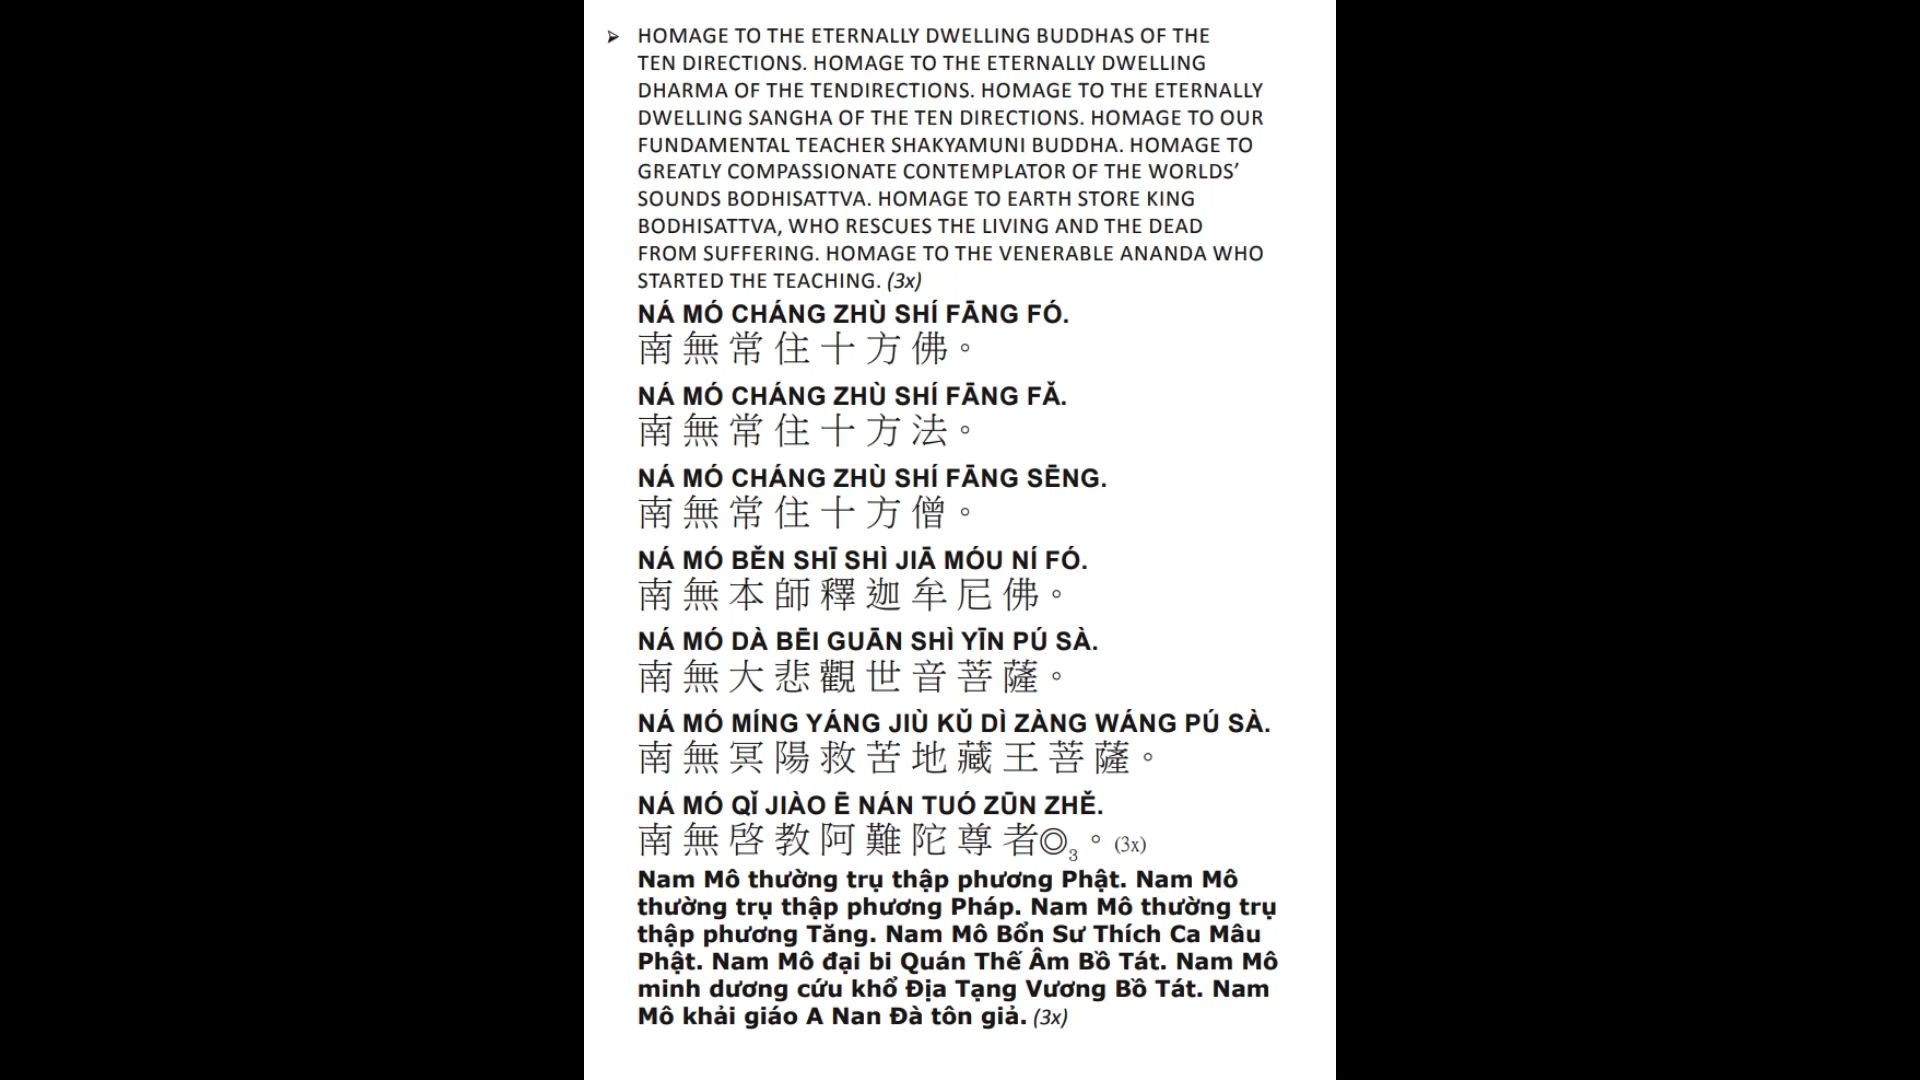 ➢ HOMAGE TO THE ETERNALLY DWELLING BUDDHAS OF THE
TEN DIRECTIONS. HOMAGE TO THE ETERNALLY DWELLING
DHARMA OF THE TENDIRECTIONS. HOMAGE TO THE ETERNALLY
DWELLING SANGHA OF THE TEN DIRECTIONS. HOMAGE TO OUR
FUNDAMENTAL TEACHER SHAKYAMUNI BUDDHA. HOMAGE TO
GREATLY COMPASSIONATE CONTEMPLATOR OF THE WORLDS’
SOUNDS BODHISATTVA. HOMAGE TO EARTH STORE KING
BODHISATTVA, WHO RESCUES THE LIVING AND THE DEAD
FROM SUFFERING. HOMAGE TO THE VENERABLE ANANDA WHO
STARTED THE TEACHING. (3x)
NÁ MÓ CHÁNG ZHÙ SHÍ FĀNG FÓ.
南無常住十方佛。
NÁ MÓ CHÁNG ZHÙ SHÍ FĀNG FǍ.
南無常住十方法。
NÁ MÓ CHÁNG ZHÙ SHÍ FĀNG SĒNG.
南無常住十方僧。
NÁ MÓ BĚN SHĪ SHÌ JIĀ MÓU NÍ FÓ.
南無本師釋迦牟尼佛。
NÁ MÓ DÀ BĒI GUĀN SHÌ YĪN PÚ SÀ.
南無大悲觀世音菩薩。
NÁ MÓ MÍNG YÁNG JIÙ KǓ DÌ ZÀNG WÁNG PÚ SÀ.
南無冥陽救苦地藏王菩薩。
NÁ MÓ QǏ JIÀO Ē NÁN TUÓ ZŪN ZHĚ.
南無啓教阿難陀尊者◎3。(3x)
Nam Mô thường trụ thập phương Phật. Nam Mô
thường trụ thập phương Pháp. Nam Mô thường trụ
thập phương Tăng. Nam Mô Bổn Sư Thích Ca Mâu
Phật. Nam Mô đại bi Quán Thế Âm Bồ Tát. Nam Mô
minh dương cứu khổ Địa Tạng Vương Bồ Tát. Nam
Mô khải giáo A Nan Đà tôn giả. (3x)